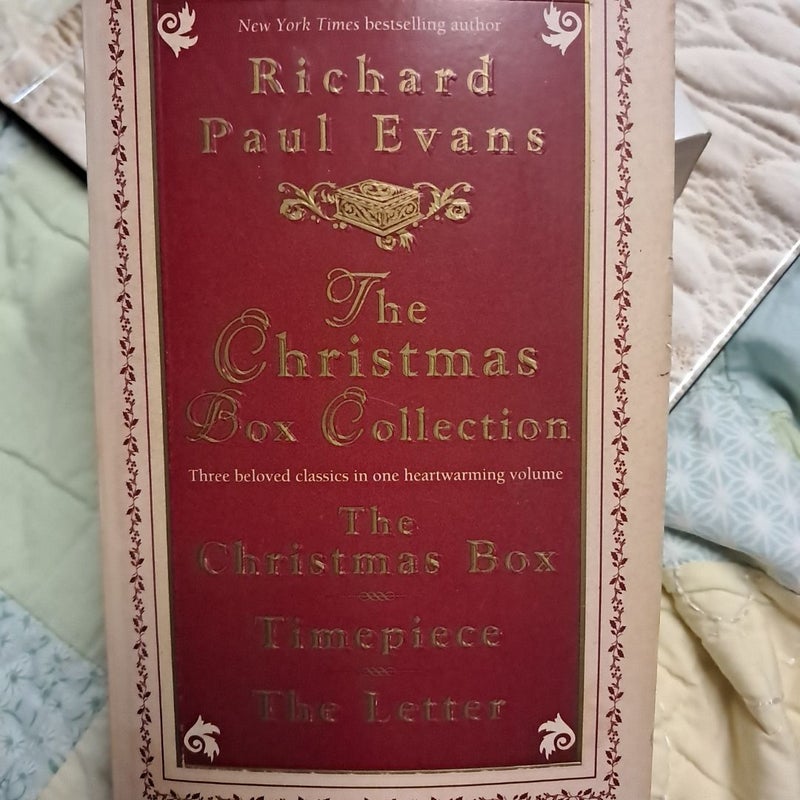 New York Times bestselling author
Richard
Paul Evans
The
Christmas
Box Collection
Three beloved classics in one heartwarming volume
The
Christmas Box
Timepiece
The Letter